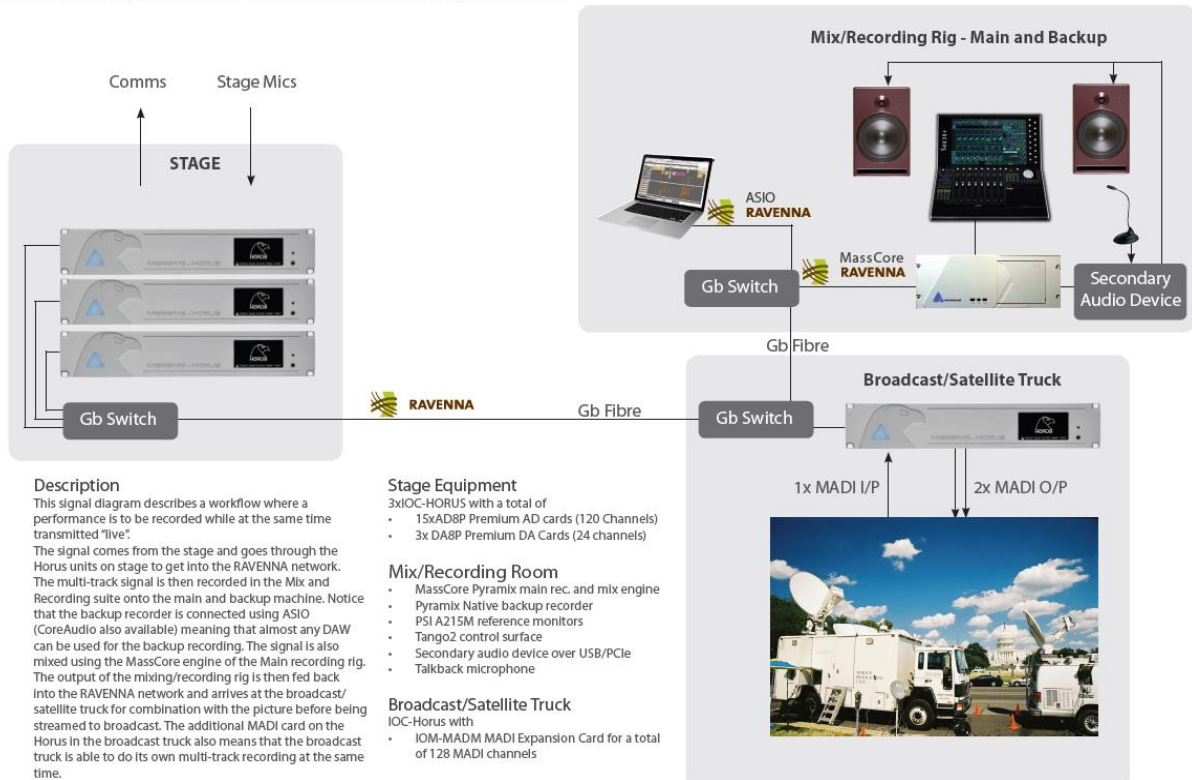 Mix/Recording Rig - Main and Backup
Comms
Stage Mics
STAGE
ASIO
RAVENNA
MassCore
RAVENNA
Gb Switch
Secondary
Audio Device
HORUS
HORUS
HORUS
Gb Fibre
Broadcast/Satellite Truck
Gb Switch
RAVENNA
Gb Fibre
Gb Switch
HORUS
1x MADI I/P
2x MADI O/P
Description
This signal diagram describes a workflow where a
performance is to be recorded while at the same time
transmitted "live".
The signal comes from the stage and goes through the
Horus units on stage to get into the RAVENNA network.
The multi-track signal is then recorded in the Mix and
Recording suite onto the main and backup machine. Notice
that the backup recorder is connected using ASIO
(CoreAudio also available) meaning that almost any DAW
can be used for the backup recording. The signal is also
mixed using the MassCore engine of the Main recording rig.
The output of the mixing/recording rig is then fed back
into the RAVENNA network and arrives at the broadcast/
satellite truck for combination with the picture before being
streamed to broadcast. The additional MADI card on the
Horus in the broadcast truck also means that the broadcast
truck is able to do its own multi-track recording at the same
time.
Stage Equipment
3xIOC-HORUS with a total of
• 15xAD8P Premium AD cards (120 Channels)
• 3x DA8P Premium DA Cards (24 channels)
Mix/Recording Room
• MassCore Pyramix main rec. and mix engine
• Pyramix Native backup recorder
• PSI A215M reference monitors
• Tango2 control surface
• Secondary audio device over USB/PCIe
• Talkback microphone
Broadcast/Satellite Truck
IOC-Horus with
• IOM-MADM MADI Expansion Card for a total
of 128 MADI channels